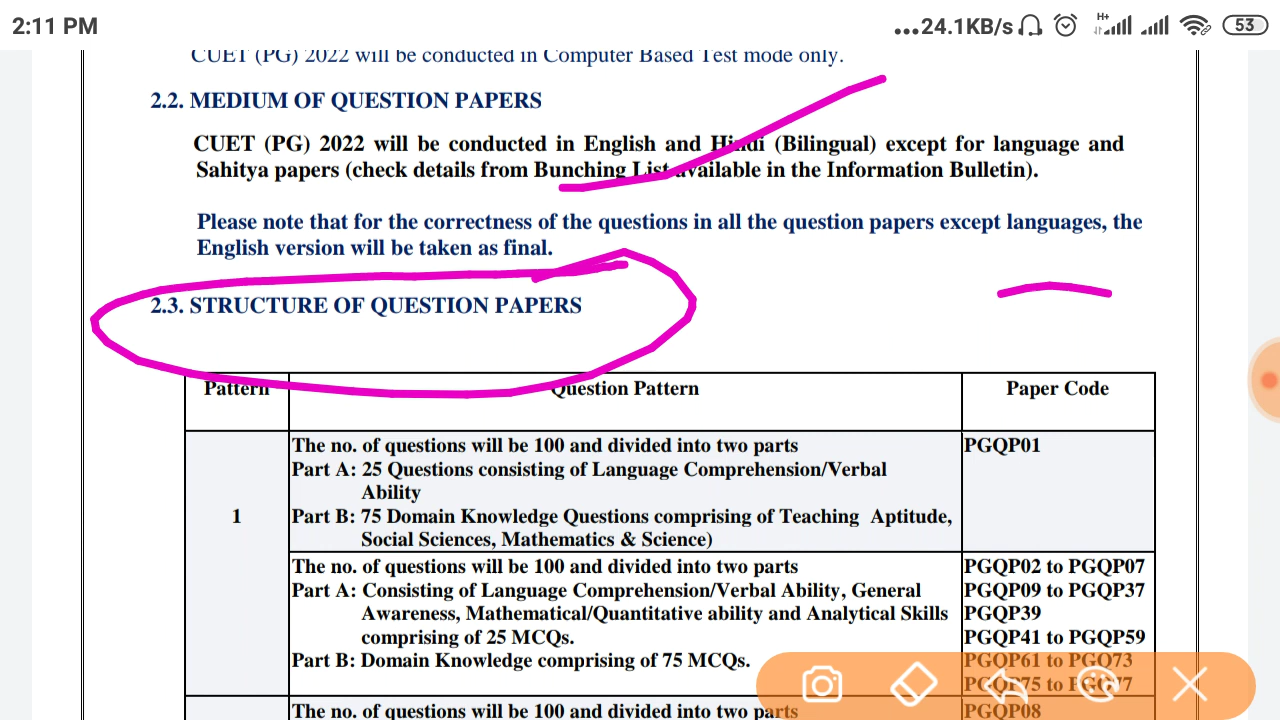 2:11 PM
...24.1KB/s H+ 53
CUET (PG) 2022 will be conducted in Computer Based Test mode only.
2.2. MEDIUM OF QUESTION PAPERS
CUET (PG) 2022 will be conducted in English and Hindi (Bilingual) except for language and
Sahitya papers (check details from Bunching List available in the Information Bulletin).
Please note that for the correctness of the questions in all the question papers except languages, the
English version will be taken as final.
2.3. STRUCTURE OF QUESTION PAPERS
Pattern Question Pattern Paper Code
The no. of questions will be 100 and divided into two parts PGQP01
Part A: 25 Questions consisting of Language Comprehension/Verbal
Ability
1 Part B: 75 Domain Knowledge Questions comprising of Teaching Aptitude,
Social Sciences, Mathematics & Science)
The no. of questions will be 100 and divided into two parts PGQP02 to PGQP07
Part A: Consisting of Language Comprehension/Verbal Ability, General PGQP09 to PGQP37
Awareness, Mathematical/Quantitative ability and Analytical Skills PGQP39
comprising of 25 MCQs. PGQP41 to PGQP59
Part B: Domain Knowledge comprising of 75 MCQs. PGQP61 to PGQ73
PGQP75 to PGQ77
The no. of questions will be 100 and divided into two parts PGQP08